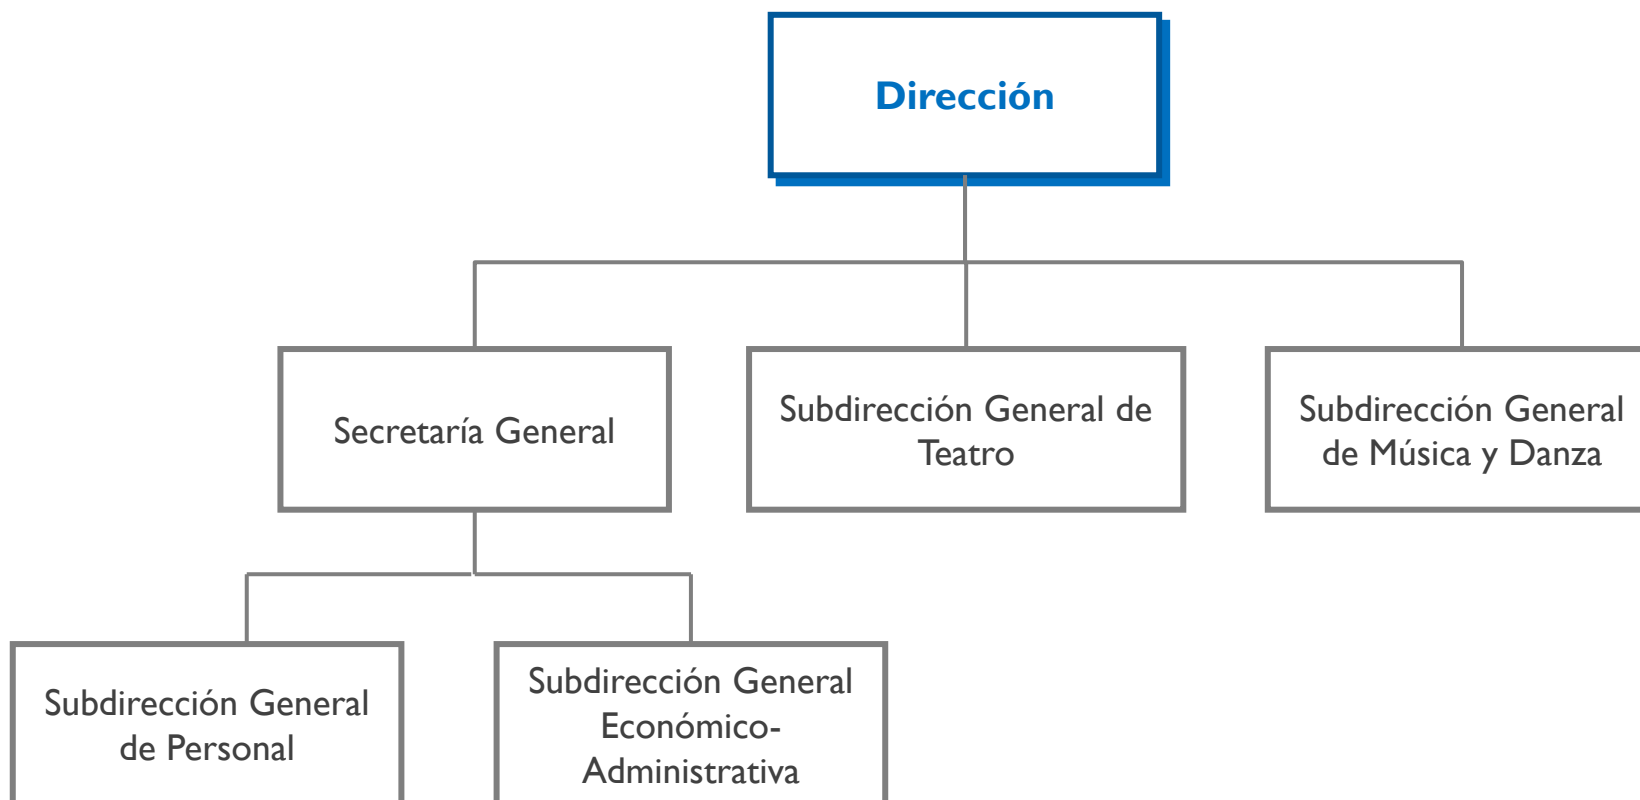 Dirección
Secretaría General
Subdirección General de
Teatro
Subdirección General
de Música y Danza
Subdirección General
de Personal
Subdirección General
Económico-
Administrativa